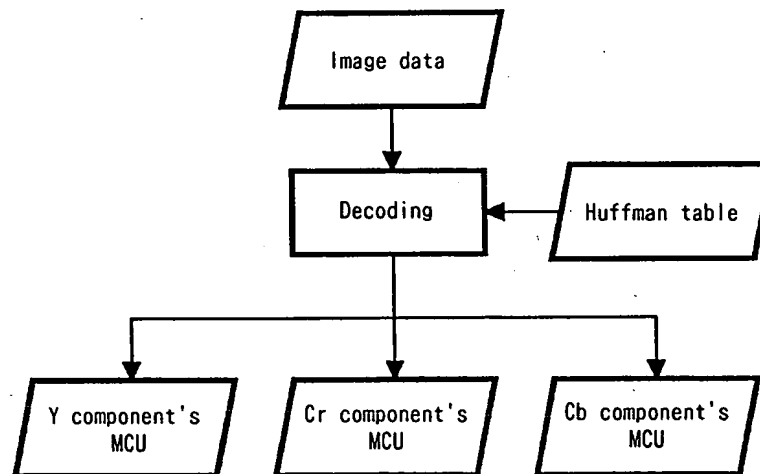 Image data
Decoding
Huffman table
Y component's
MCU
Cr component's
MCU
Cb component's
MCU